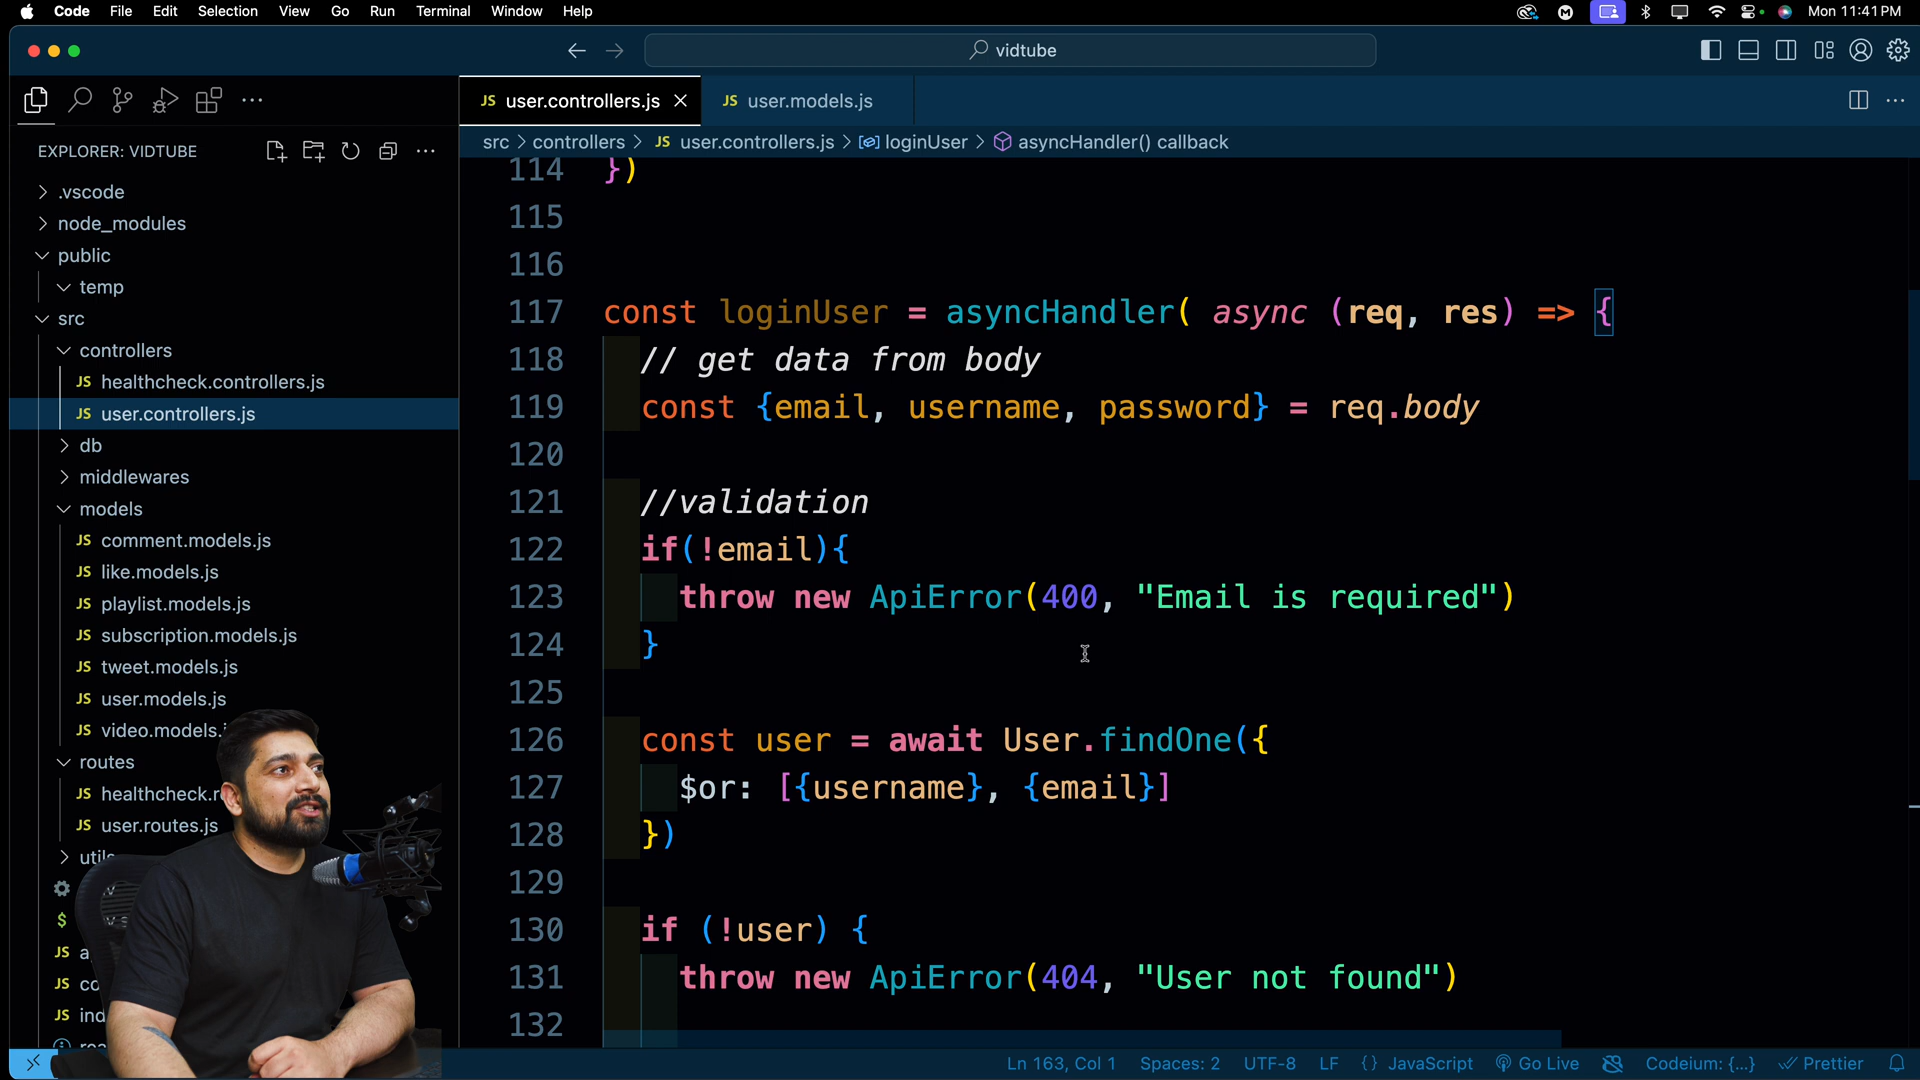 Code File Edit Selection View Go Run Terminal Window Help
Mon 11:41 PM
vidtube
JS user.controllers.js
JS user.models.js
EXPLORER: VIDTUBE
src > controllers > JS user.controllers.js > loginUser > asyncHandler() callback
.vscode
node_modules
public
temp
src
controllers
JS healthcheck.controllers.js
JS user.controllers.js
db
middlewares
models
JS comment.models.js
JS like.models.js
JS playlist.models.js
JS subscription.models.js
JS tweet.models.js
JS user.models.js
JS video.models.
routes
JS
JS user.routes.js
$
JS
JS
JS
114 })
115
116
117 const loginUser = asyncHandler( async (req, res) => {
118 // get data from body
119 const {email, username, password} = req.body
120
121 //validation
122 if(!email){
123 throw new ApiError(400, "Email is required")
124 }
125
126 const user = await User.findOne({
127 $or: [{username}, {email}]
128 })
129
130 if (!user) {
131 throw new ApiError(404, "User not found")
132
Ln 163, Col 1 Spaces: 2 UTF-8 LF {} JavaScript Go Live Codeium: {...} Prettier